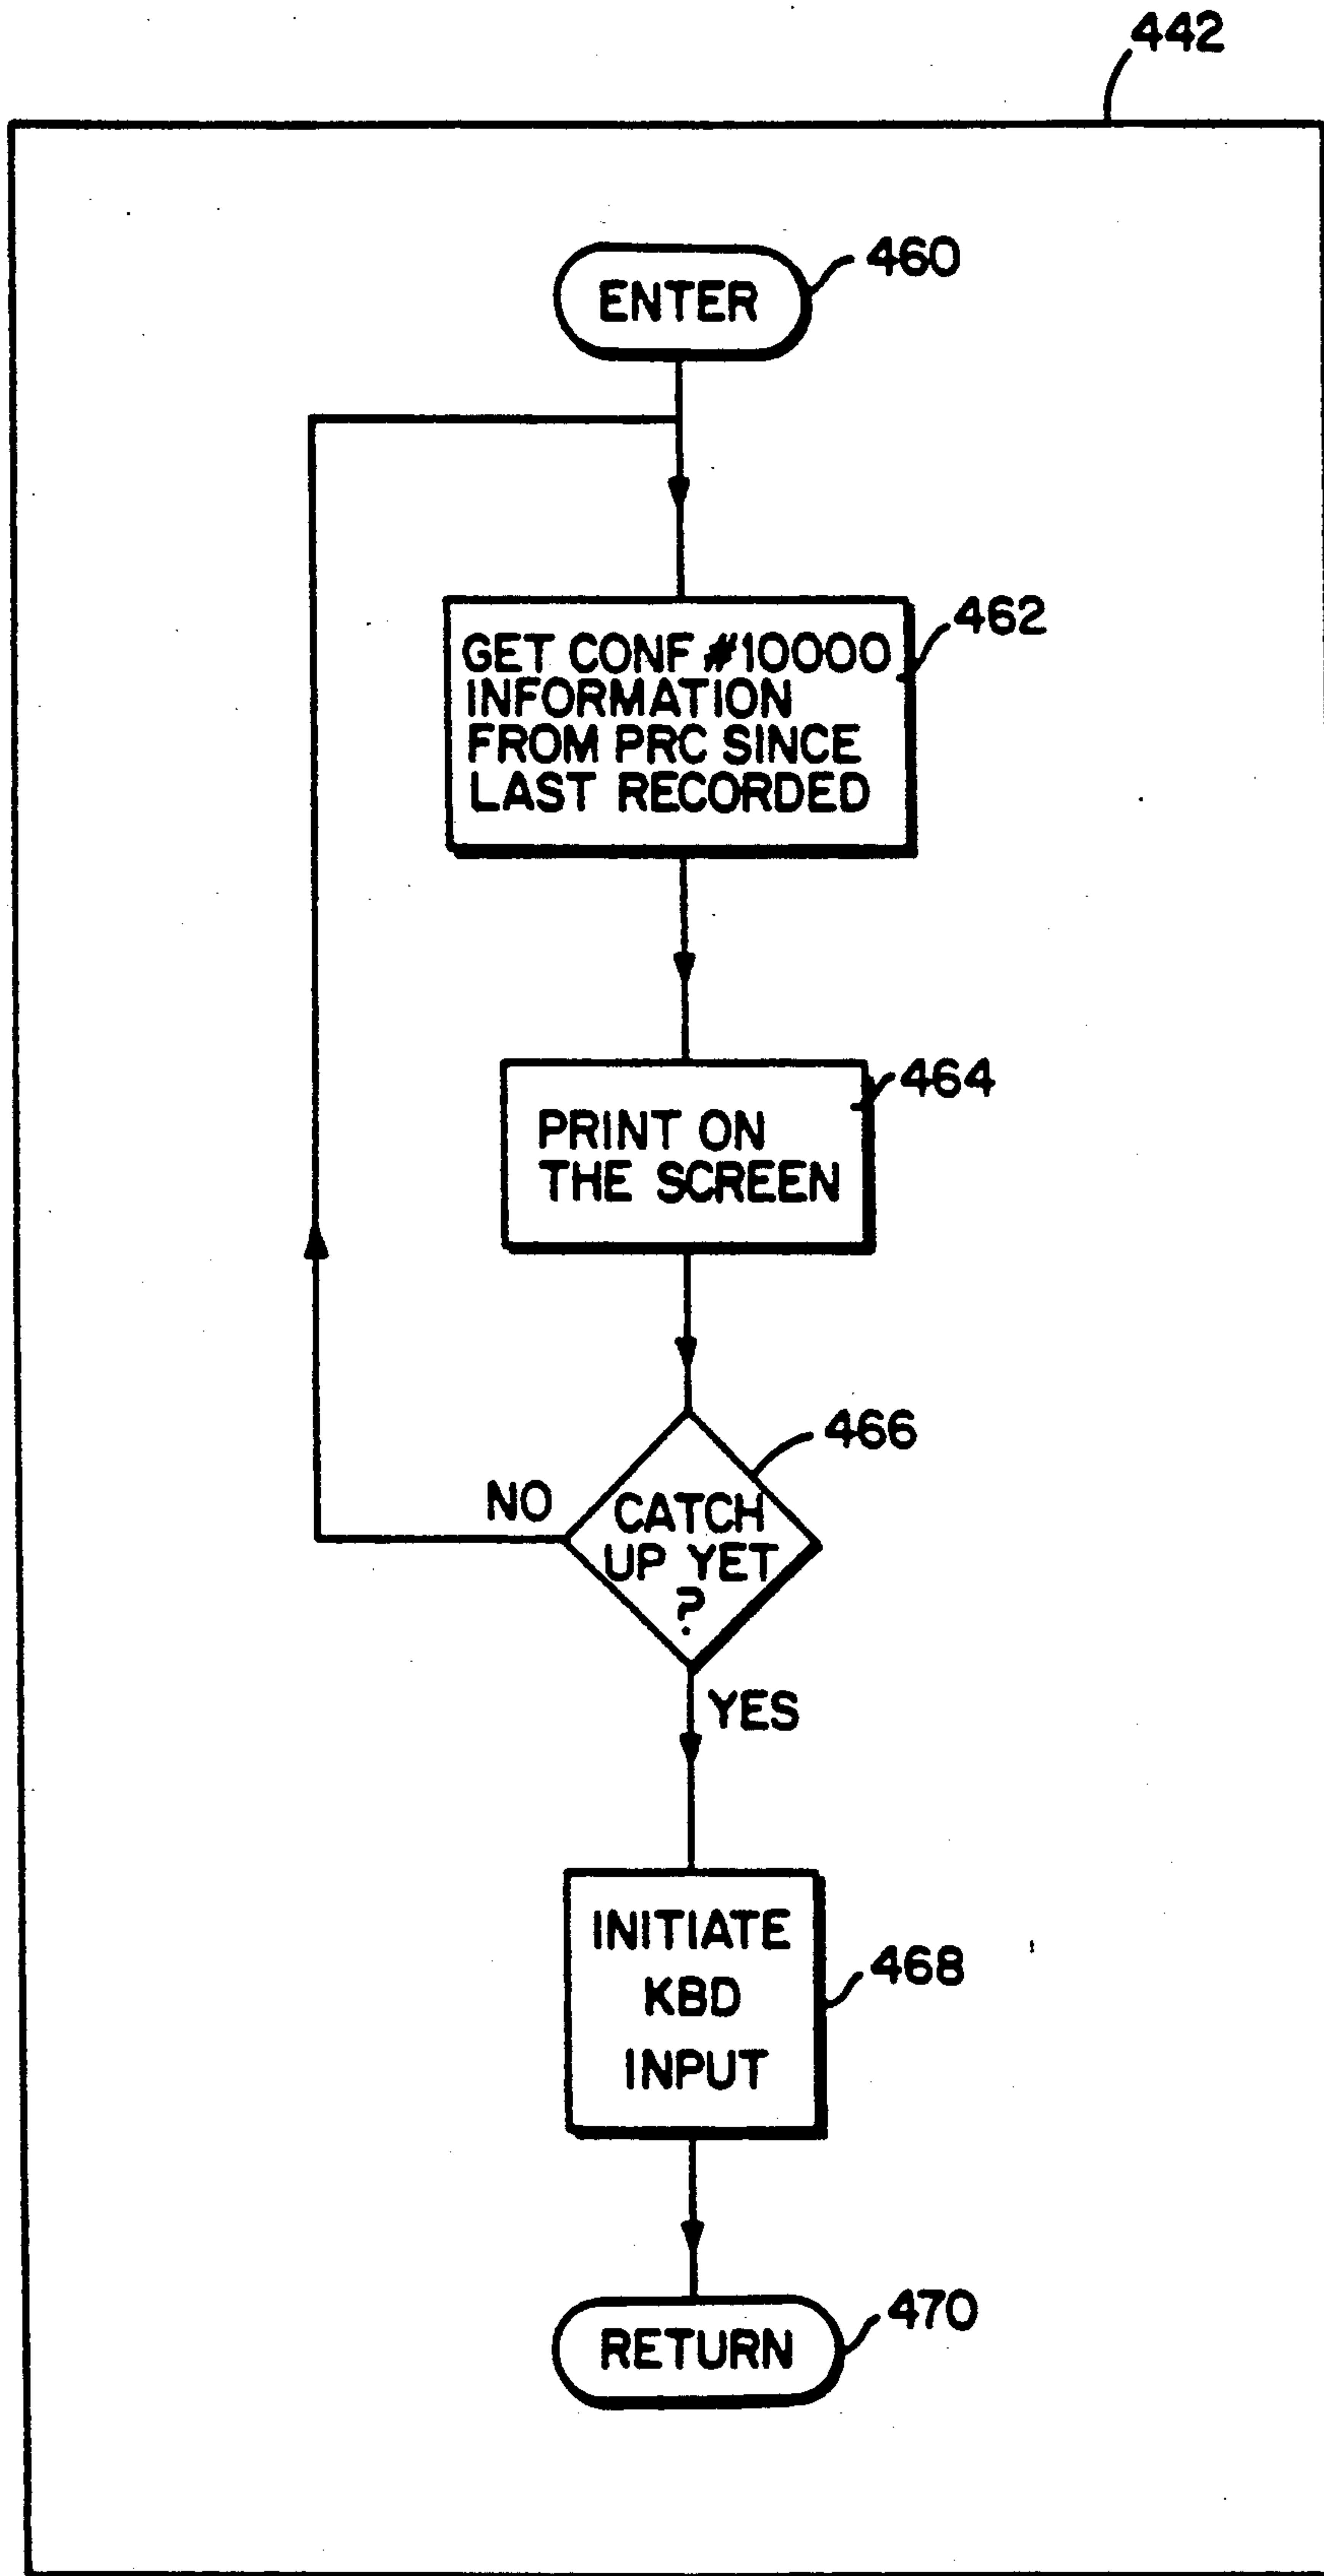 442
ENTER
460
GET CONF #10000
INFORMATION
FROM PRC SINCE
LAST RECORDED
462
PRINT ON
THE SCREEN
464
CATCH
UP YET
?
466
NO
YES
INITIATE
KBD
INPUT
468
RETURN
470